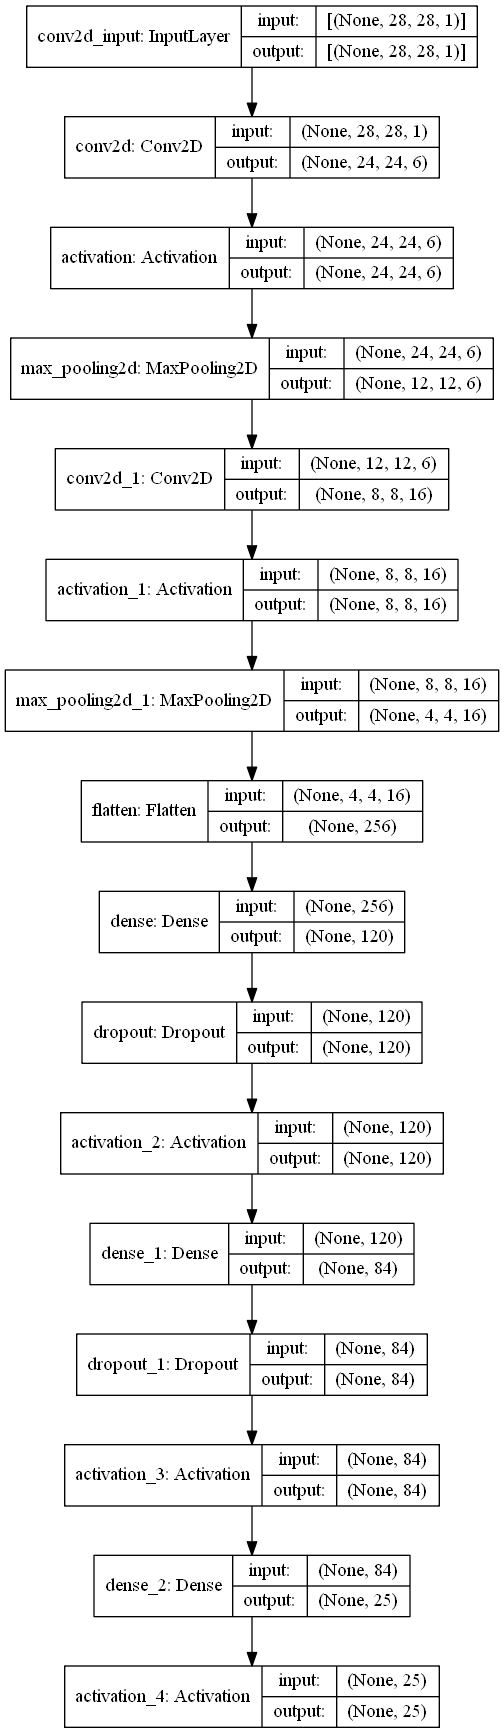 conv2d_input: InputLayer
input: [(None, 28, 28, 1)]
output: [(None, 28, 28, 1)]
conv2d: Conv2D
input: (None, 28, 28, 1)
output: (None, 24, 24, 6)
activation: Activation
input: (None, 24, 24, 6)
output: (None, 24, 24, 6)
max_pooling2d: MaxPooling2D
input: (None, 24, 24, 6)
output: (None, 12, 12, 6)
conv2d_1: Conv2D
input: (None, 12, 12, 6)
output: (None, 8, 8, 16)
activation_1: Activation
input: (None, 8, 8, 16)
output: (None, 8, 8, 16)
max_pooling2d_1: MaxPooling2D
input: (None, 8, 8, 16)
output: (None, 4, 4, 16)
flatten: Flatten
input: (None, 4, 4, 16)
output: (None, 256)
dense: Dense
input: (None, 256)
output: (None, 120)
dropout: Dropout
input: (None, 120)
output: (None, 120)
activation_2: Activation
input: (None, 120)
output: (None, 120)
dense_1: Dense
input: (None, 120)
output: (None, 84)
dropout_1: Dropout
input: (None, 84)
output: (None, 84)
activation_3: Activation
input: (None, 84)
output: (None, 84)
dense_2: Dense
input: (None, 84)
output: (None, 25)
activation_4: Activation
input: (None, 25)
output: (None, 25)